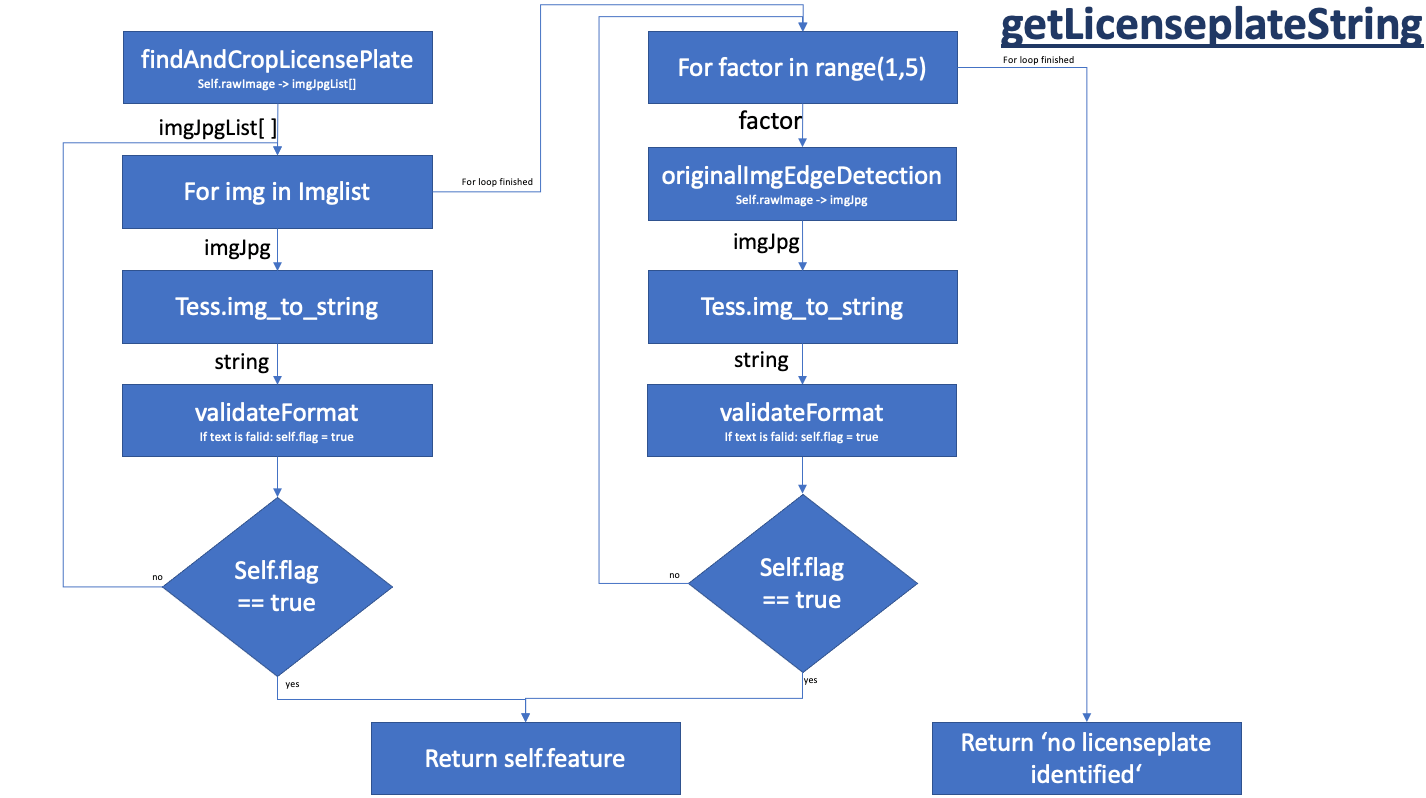 getLicenseplateString
findAndCropLicensePlate
Self.rawImage -> imgJpgList[]
imgJpgList[ ]
For img in Imglist
For loop finished
imgJpg
Tess.img_to_string
string
validateFormat
If text is falid: self.flag = true
Self.flag
== true
no
yes
For factor in range(1,5)
For loop finished
factor
originalImgEdgeDetection
Self.rawImage -> imgJpg
imgJpg
Tess.img_to_string
string
validateFormat
If text is falid: self.flag = true
Self.flag
== true
no
yes
Return self.feature
Return ‘no licenseplate
identified‘